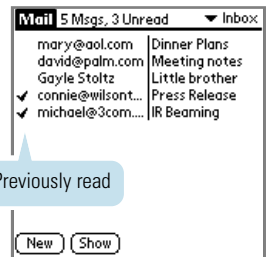 Mail 5 Msgs, 3 Unread Inbox
mary@aol.com Dinner Plans
david@palm.com Meeting notes
Gayle Stoltz Little brother
connie@wilsont... Press Release
michael@3com.... IR Beaming
Previously read
New Show